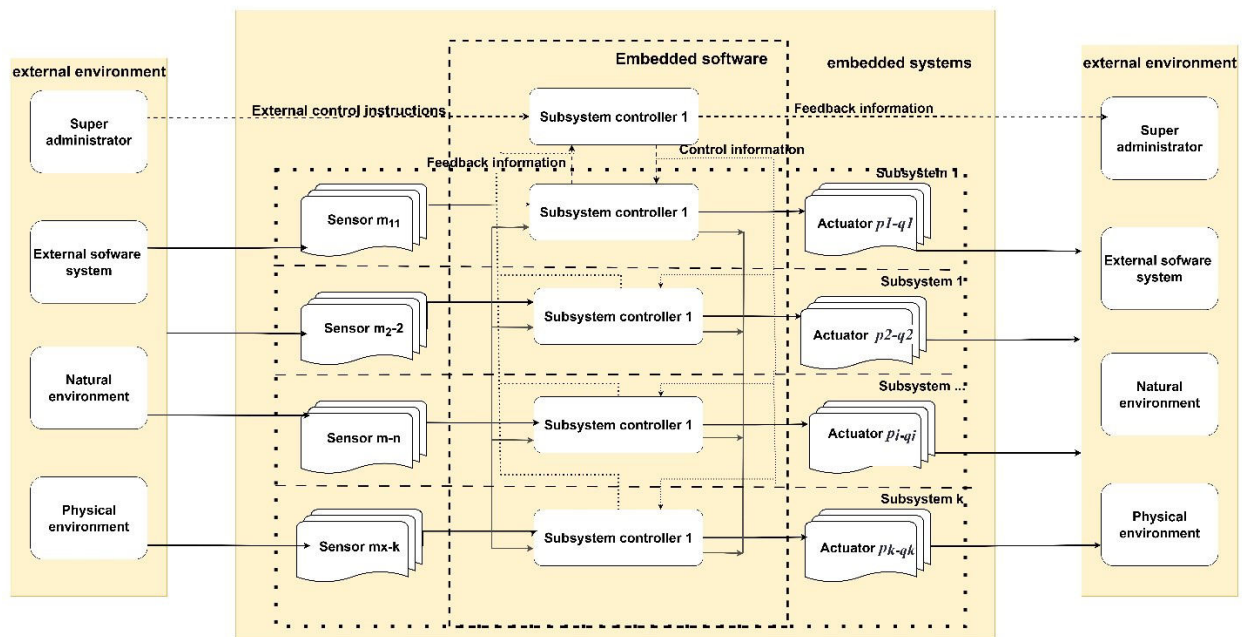 external environment
Super
administrator
External sofware
system
Natural
environment
Physical
environment
Embedded software
embedded systems
External control instructions
Subsystem controller 1
Feedback information
Feedback information
Control information
Subsystem 1
Sensor m11
Subsystem controller 1
Actuator p1-q1
Subsystem 1
Sensor m2-2
Subsystem controller 1
Actuator p2-q2
Subsystem ...
Sensor m-n
Subsystem controller 1
Actuator pi-qi
Subsystem k
Sensor mx-k
Subsystem controller 1
Actuator pk-qk
external environment
Super
administrator
External sofware
system
Natural
environment
Physical
environment